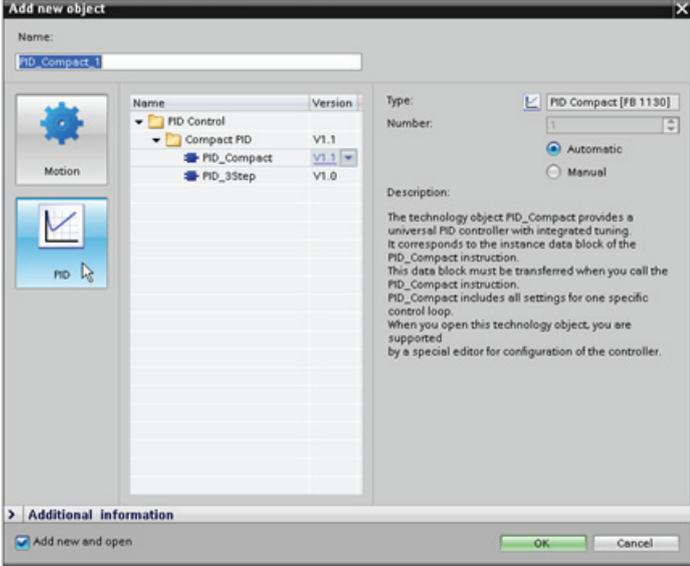 Add new object
Name:
PID_Compact_1
Motion
PID
Name Version
PID Control
Compact PID V1.1
PID_Compact V1.1
PID_3Step V1.0
Type: PID Compact [FB 1130]
Number: 1
Automatic
Manual
Description:
The technology object PID_Compact provides a
universal PID controller with integrated tuning.
It corresponds to the instance data block of the
PID_Compact instruction.
This data block must be transferred when you call the
PID_Compact instruction.
PID_Compact includes all settings for one specific
control loop.
When you open this technology object, you are
supported
by a special editor for configuration of the controller.
> Additional information
Add new and open
OK Cancel